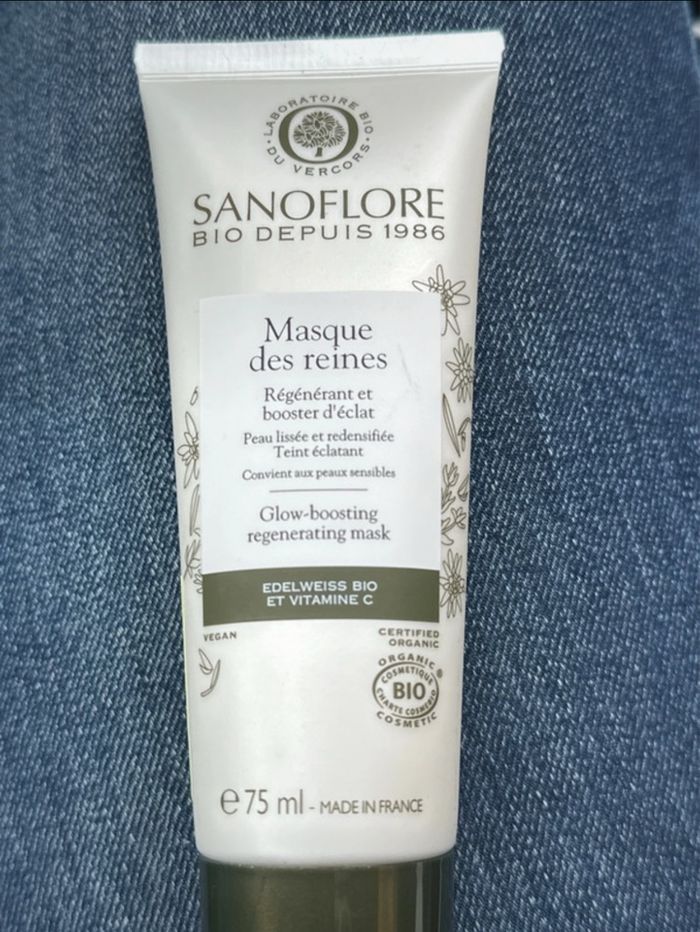 LABORATOIRE BIO
DU VERCORS
SANOFLORE
BIO DEPUIS 1986
Masque
des reines
Régénérant et
booster d'éclat
Peau lissée et redensifiée
Teint éclatant
Convient aux peaux sensibles
Glow-boosting
regenerating mask
EDELWEISS BIO
ET VITAMINE C
VEGAN
CERTIFIED
ORGANIC
ORGANIC
COSMETIQUE
BIO
CHARTE COSMEBIO
COSMETIC
℮ 75 ml - MADE IN FRANCE